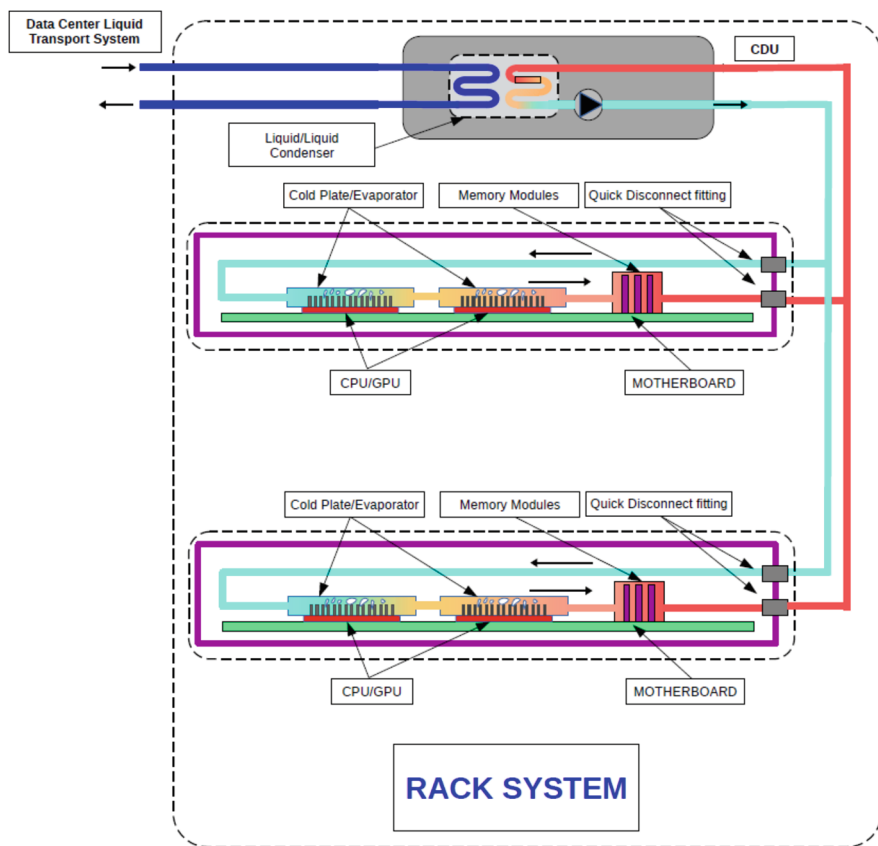 Data Center Liquid
Transport System
CDU
Liquid/Liquid
Condenser
Cold Plate/Evaporator
Memory Modules
Quick Disconnect fitting
CPU/GPU
MOTHERBOARD
Cold Plate/Evaporator
Memory Modules
Quick Disconnect fitting
CPU/GPU
MOTHERBOARD
RACK SYSTEM